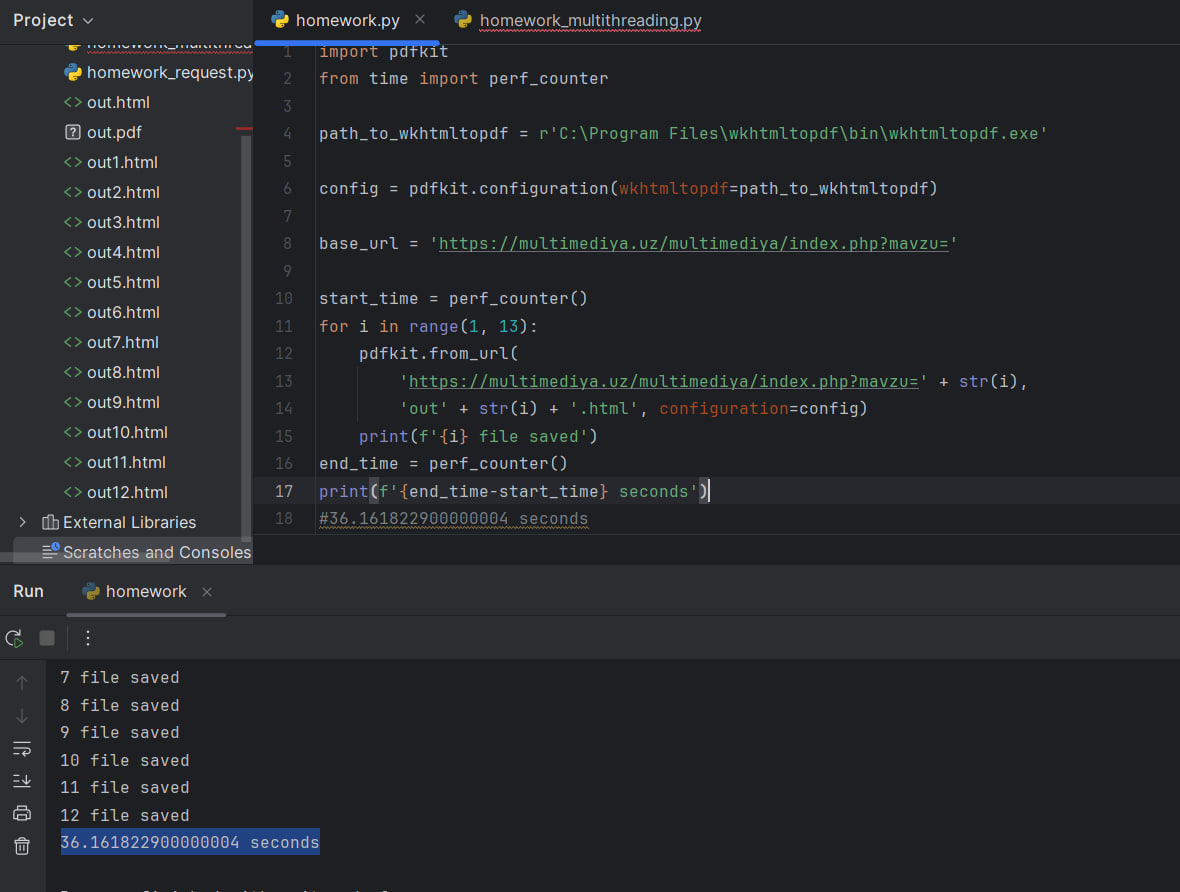 Project
homework.py
homework_multithreading.py
homework_request.py
out.html
out.pdf
out1.html
out2.html
out3.html
out4.html
out5.html
out6.html
out7.html
out8.html
out9.html
out10.html
out11.html
out12.html
External Libraries
Scratches and Consoles
1 import pdfkit
2 from time import perf_counter
3
4 path_to_wkhtmltopdf = r'C:\Program Files\wkhtmltopdf\bin\wkhtmltopdf.exe'
5
6 config = pdfkit.configuration(wkhtmltopdf=path_to_wkhtmltopdf)
7
8 base_url = 'https://multimediya.uz/multimediya/index.php?mavzu='
9
10 start_time = perf_counter()
11 for i in range(1, 13):
12 pdfkit.from_url(
13 'https://multimediya.uz/multimediya/index.php?mavzu=' + str(i),
14 'out' + str(i) + '.html', configuration=config)
15 print(f'{i} file saved')
16 end_time = perf_counter()
17 print(f'{end_time-start_time} seconds')
18 #36.161822900000004 seconds
Run
homework
7 file saved
8 file saved
9 file saved
10 file saved
11 file saved
12 file saved
36.161822900000004 seconds